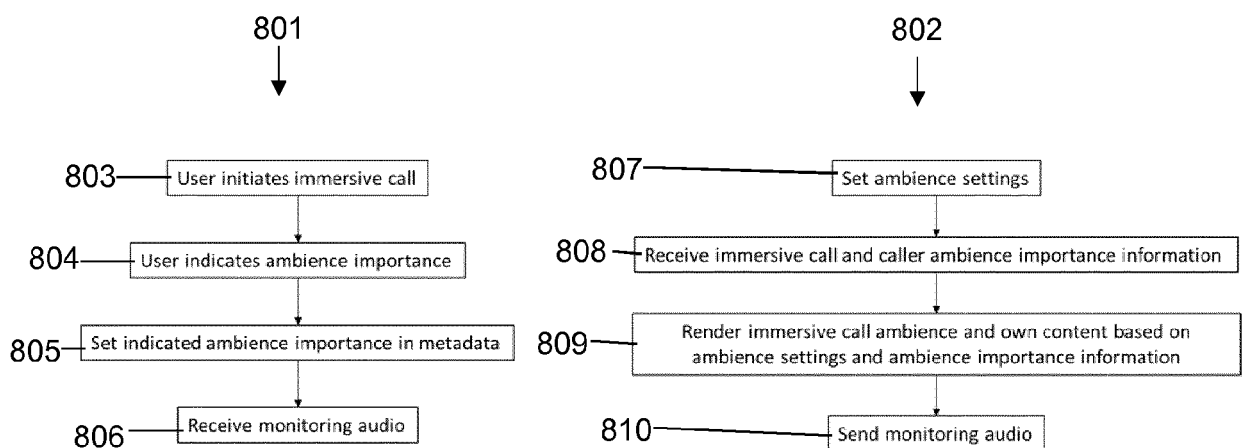 801
803 User initiates immersive call
804 User indicates ambience importance
805 Set indicated ambience importance in metadata
806 Receive monitoring audio
802
807 Set ambience settings
808 Receive immersive call and caller ambience importance information
809 Render immersive call ambience and own content based on
ambience settings and ambience importance information
810 Send monitoring audio